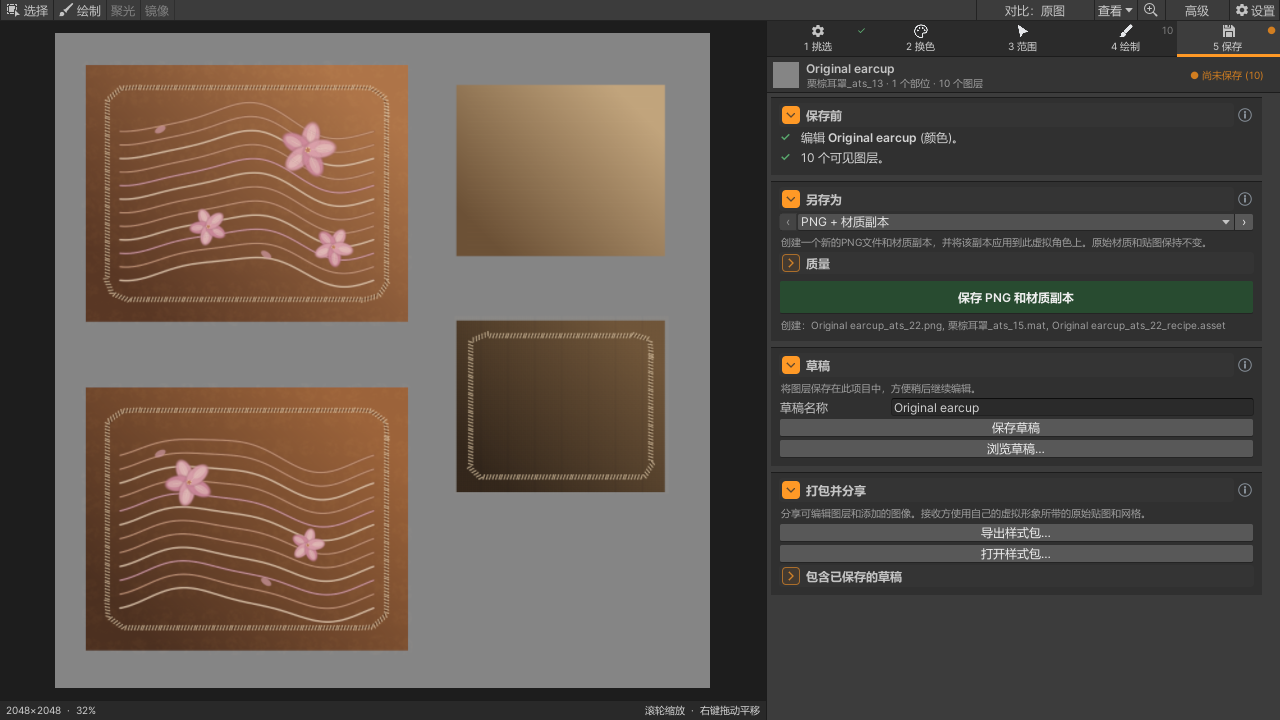 选择 绘制 聚光 镜像 对比：原图 查看 高级 设置
1 挑选 2 换色 3 范围 4 绘制 10 5 保存
Original earcup
栗棕耳罩_ats_13 · 1 个部位 · 10 个图层
尚未保存 (10)
保存前
编辑 Original earcup (颜色)。
10 个可见图层。
另存为
PNG + 材质副本
创建一个新的PNG文件和材质副本，并将该副本应用到此虚拟角色上。原始材质和贴图保持不变。
质量
保存 PNG 和材质副本
创建：Original earcup_ats_22.png, 栗棕耳罩_ats_15.mat, Original earcup_ats_22_recipe.asset
草稿
将图层保存在此项目中，方便稍后继续编辑。
草稿名称 Original earcup
保存草稿
浏览草稿...
打包并分享
分享可编辑图层和添加的图像。接收方使用自己的虚拟形象所带的原始贴图和网格。
导出样式包...
打开样式包...
包含已保存的草稿
2048×2048 · 32% 滚轮缩放 · 右键拖动平移